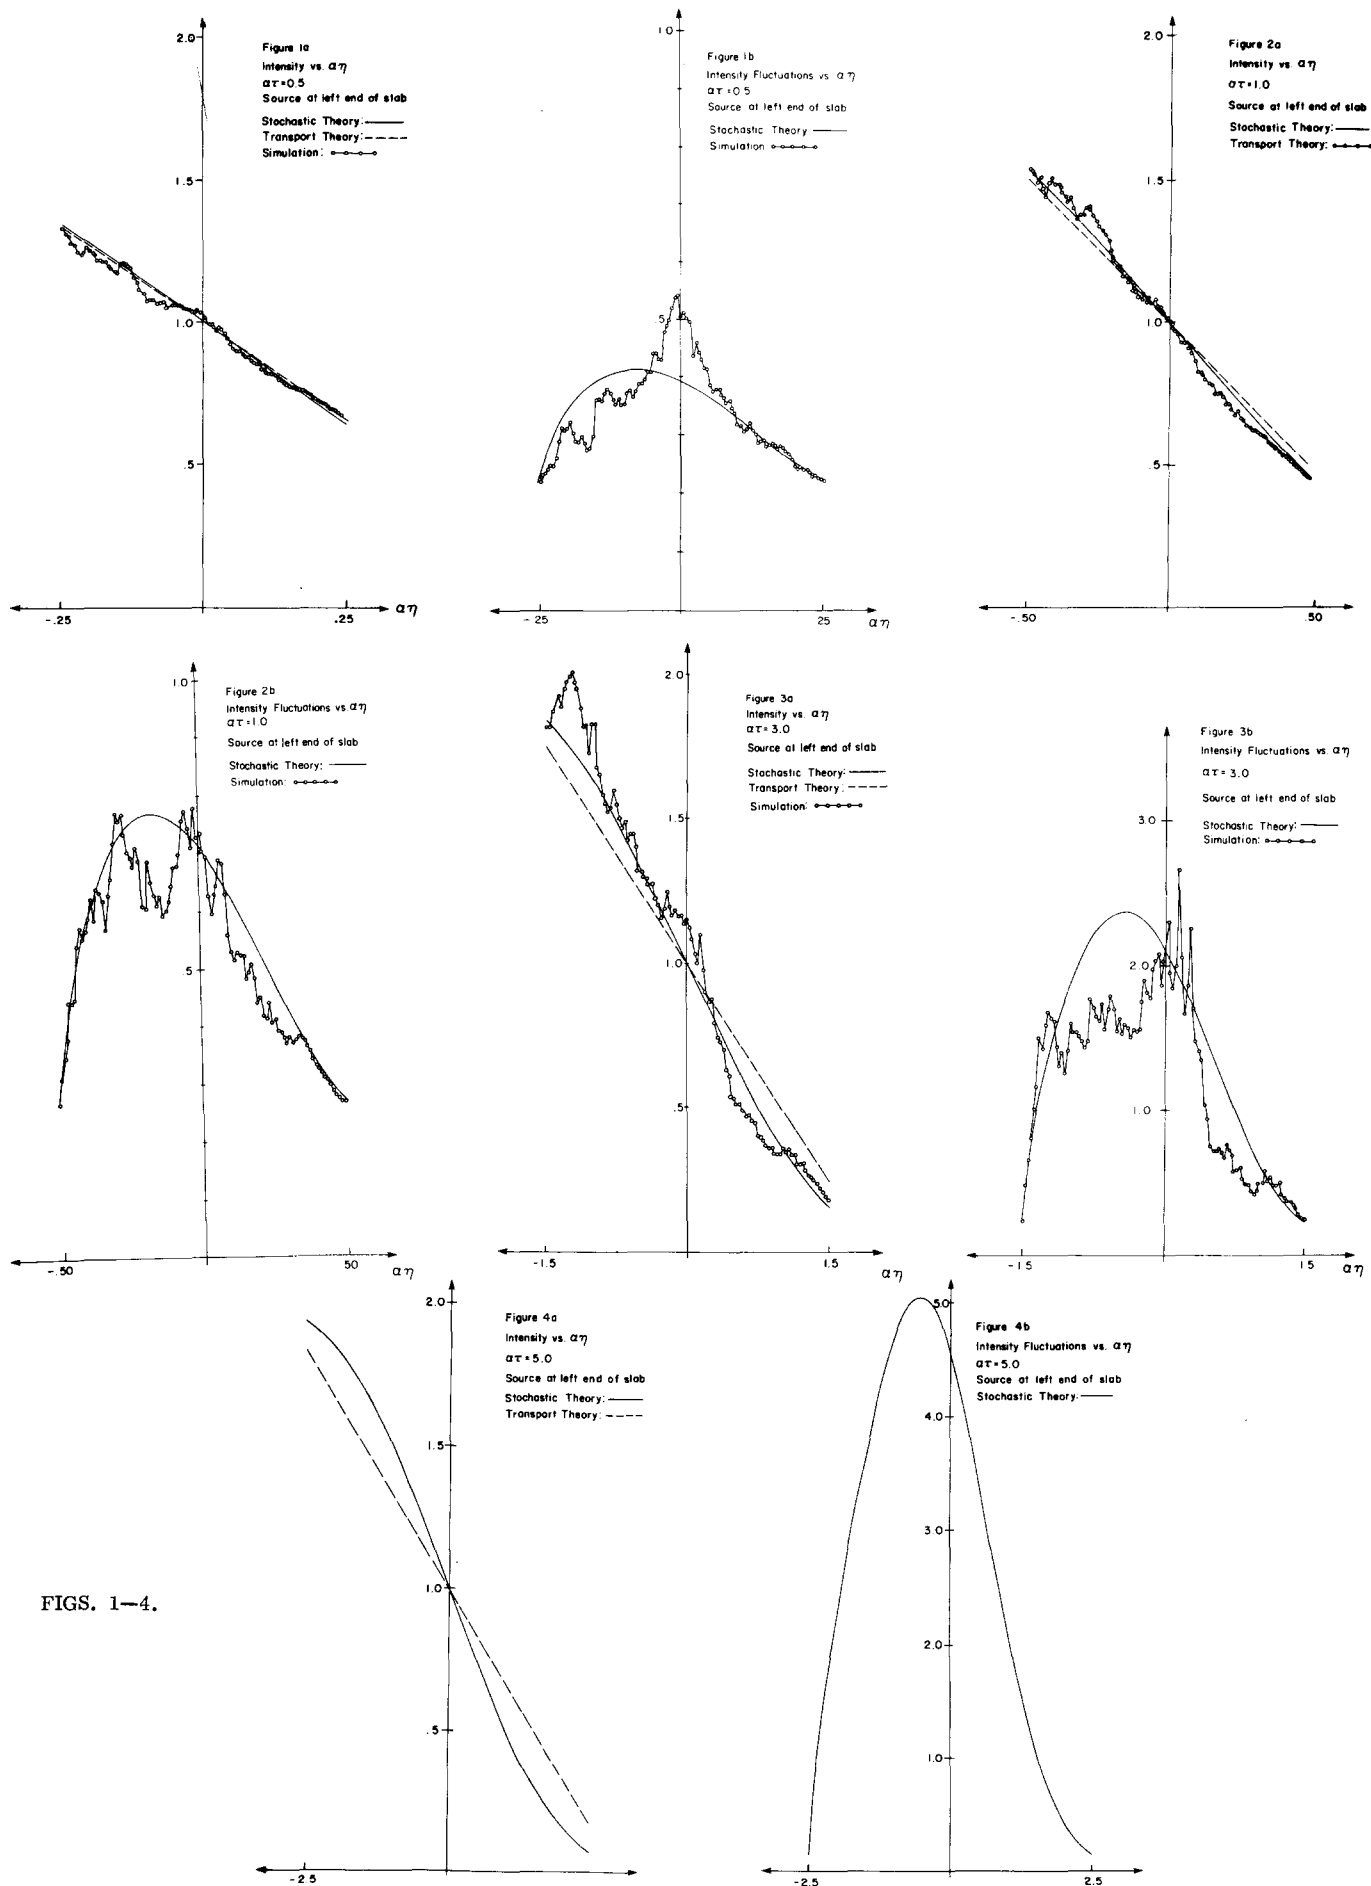 Figure 1a
Intensity vs. αη
ατ=0.5
Source at left end of slab
Stochastic Theory:
Transport Theory:
Simulation:
2.0
1.5
1.0
.5
-.25
.25
αη
Figure 1b
Intensity Fluctuations vs αη
ατ=0.5
Source at left end of slab
Stochastic Theory
Simulation
1.0
.5
-.25
25
αη
Figure 2a
Intensity vs. αη
ατ=1.0
Source at left end of slab
Stochastic Theory:
Transport Theory:
2.0
1.5
1.0
.5
-.50
.50
Figure 2b
Intensity Fluctuations vs.αη
ατ=1.0
Source at left end of slab
Stochastic Theory:
Simulation:
1.0
.5
-.50
50
αη
Figure 3a
Intensity vs. αη
ατ=3.0
Source at left end of slab
Stochastic Theory:
Transport Theory:
Simulation:
2.0
1.5
1.0
.5
-1.5
1.5
αη
Figure 3b
Intensity Fluctuations vs. αη
ατ=3.0
Source at left end of slab
Stochastic Theory:
Simulation:
3.0
2.0
1.0
-1.5
1.5
αη
Figure 4a
Intensity vs. αη
ατ=5.0
Source at left end of slab
Stochastic Theory:
Transport Theory:
2.0
1.5
1.0
.5
-2.5
Figure 4b
Intensity Fluctuations vs. αη
ατ=5.0
Source at left end of slab
Stochastic Theory:
5.0
4.0
3.0
2.0
1.0
-2.5
2.5
FIGS. 1–4.